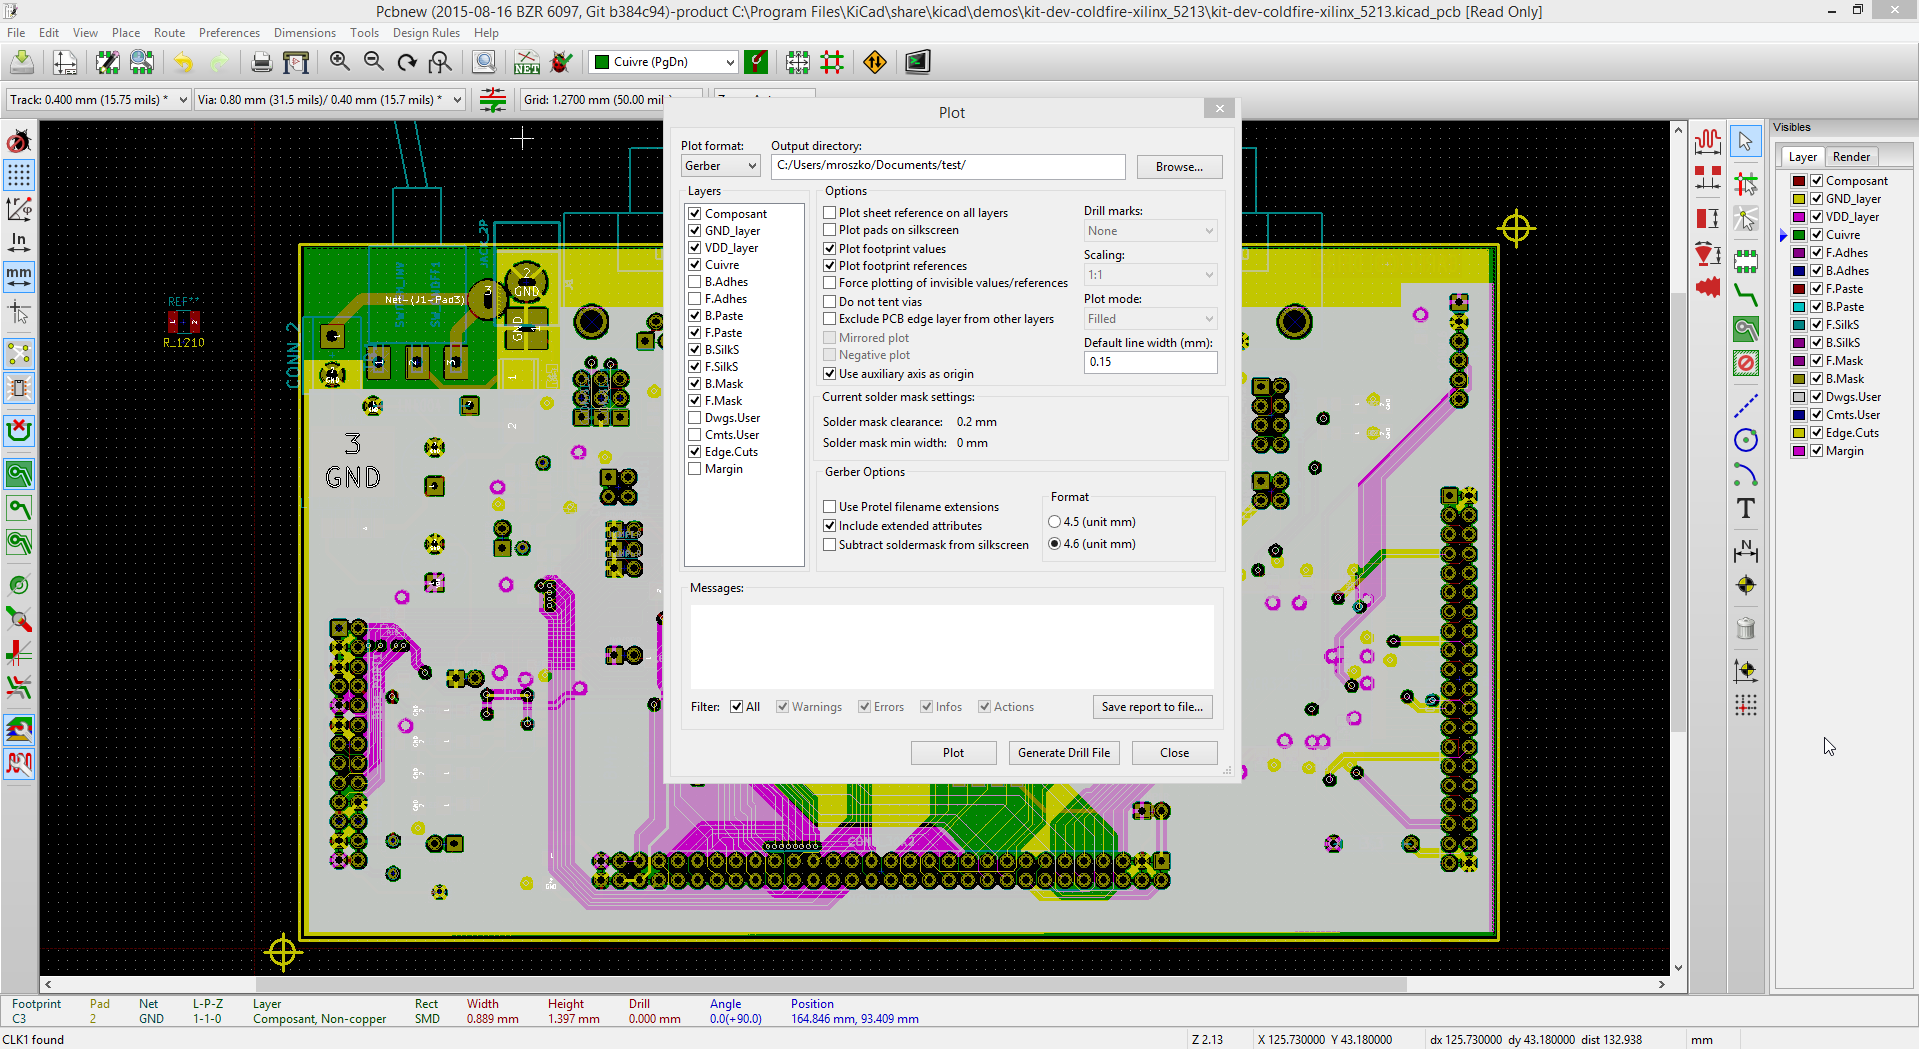 Pcbnew (2015-08-16 BZR 6097, Git b384c94)-product C:\Program Files\KiCad\share\kicad\demos\kit-dev-coldfire-xilinx_5213\kit-dev-coldfire-xilinx_5213.kicad_pcb [Read Only]
File Edit View Place Route Preferences Dimensions Tools Design Rules Help
NET
Cuivre (PgDn)
Track: 0.400 mm (15.75 mils) *
Via: 0.80 mm (31.5 mils)/ 0.40 mm (15.7 mils) *
Grid: 1.2700 mm (50.00 mil
Plot
Plot format:
Gerber
Output directory:
C:/Users/mroszko/Documents/test/
Browse...
Layers
Composant
GND_layer
VDD_layer
Cuivre
B.Adhes
F.Adhes
B.Paste
F.Paste
B.SilkS
F.SilkS
B.Mask
F.Mask
Dwgs.User
Cmts.User
Edge.Cuts
Margin
Options
Plot sheet reference on all layers
Plot pads on silkscreen
Plot footprint values
Plot footprint references
Force plotting of invisible values/references
Do not tent vias
Exclude PCB edge layer from other layers
Mirrored plot
Negative plot
Use auxiliary axis as origin
Drill marks:
None
Scaling:
1:1
Plot mode:
Filled
Default line width (mm):
0.15
Current solder mask settings:
Solder mask clearance: 0.2 mm
Solder mask min width: 0 mm
Gerber Options
Use Protel filename extensions
Include extended attributes
Subtract soldermask from silkscreen
Format
4.5 (unit mm)
4.6 (unit mm)
Messages:
Filter: All Warnings Errors Infos Actions
Save report to file...
Plot
Generate Drill File
Close
In
mm
REF**
1 2
R_1210
CONN_2
Net-(J1-Pad3)
3
2
GND
GND
1
1 2 3
3
GND
Visibles
Layer Render
Composant
GND_layer
VDD_layer
Cuivre
F.Adhes
B.Adhes
F.Paste
B.Paste
F.SilkS
B.SilkS
F.Mask
B.Mask
Dwgs.User
Cmts.User
Edge.Cuts
Margin
T
N
Footprint Pad Net L-P-Z Layer Rect Width Height Drill Angle Position
C3 2 GND 1-1-0 Composant, Non-copper SMD 0.889 mm 1.397 mm 0.000 mm 0.0(+90.0) 164.846 mm, 93.409 mm
CLK1 found
Z 2.13
X 125.730000 Y 43.180000
dx 125.730000 dy 43.180000 dist 132.938
mm